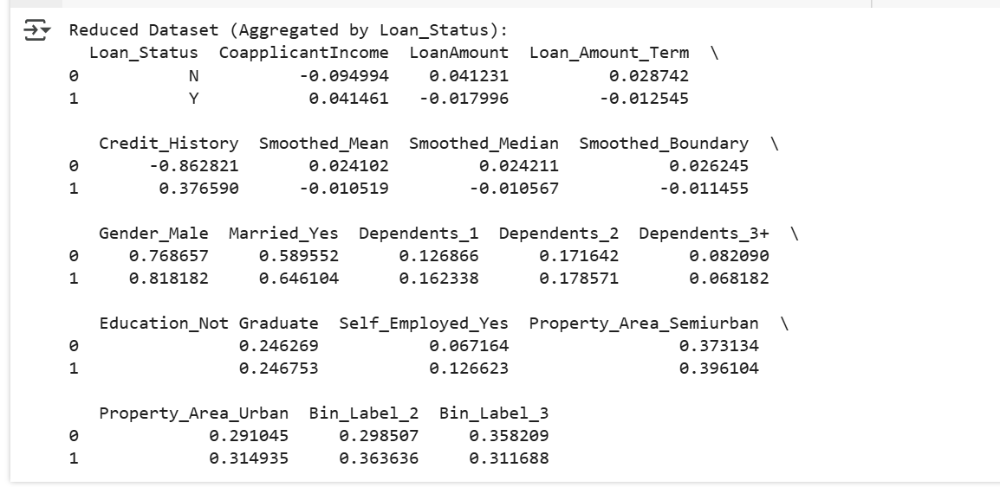 Reduced Dataset (Aggregated by Loan_Status):
  Loan_Status  CoapplicantIncome  LoanAmount  Loan_Amount_Term  \
0           N          -0.094994    0.041231          0.028742
1           Y           0.041461   -0.017996         -0.012545

   Credit_History  Smoothed_Mean  Smoothed_Median  Smoothed_Boundary  \
0       -0.862821       0.024102         0.024211           0.026245
1        0.376590      -0.010519        -0.010567          -0.011455

   Gender_Male  Married_Yes  Dependents_1  Dependents_2  Dependents_3+  \
0     0.768657     0.589552      0.126866      0.171642       0.082090
1     0.818182     0.646104      0.162338      0.178571       0.068182

   Education_Not Graduate  Self_Employed_Yes  Property_Area_Semiurban  \
0                0.246269           0.067164                 0.373134
1                0.246753           0.126623                 0.396104

   Property_Area_Urban  Bin_Label_2  Bin_Label_3
0             0.291045     0.298507     0.358209
1             0.314935     0.363636     0.311688